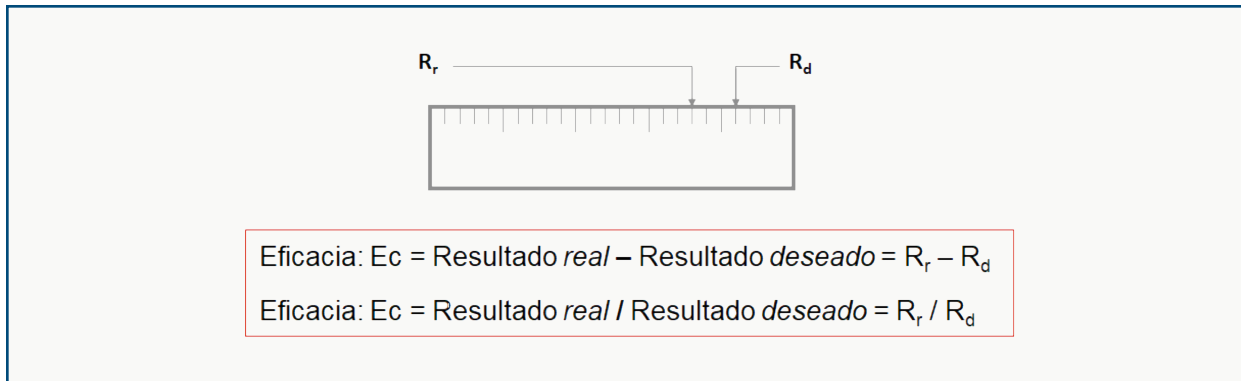 Rr Rd
Eficacia: Ec = Resultado real – Resultado deseado = Rr – Rd
Eficacia: Ec = Resultado real / Resultado deseado = Rr / Rd